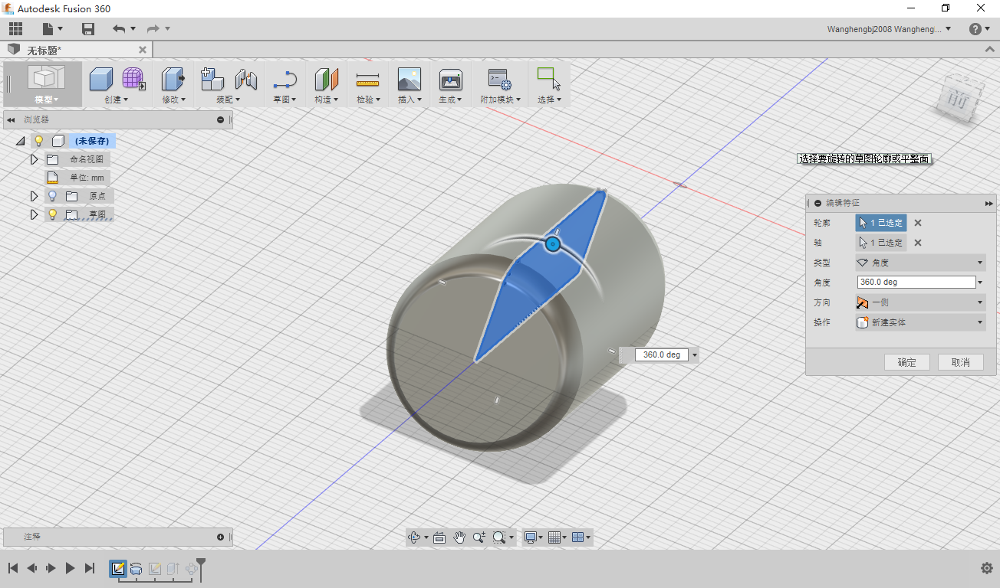 Autodesk Fusion 360
Wanghengbj2008 Wangheng...
无标题*
模型
创建
修改
装配
草图
构造
检验
插入
生成
附加模块
选择
前
浏览器
(未保存)
命名视图
单位: mm
原点
草图
选择要旋转的草图轮廓或平整面
编辑特征
轮廓 1 已选定
轴 1 已选定
类型 角度
角度 360.0 deg
方向 一侧
操作 新建实体
确定 取消
360.0 deg
注释